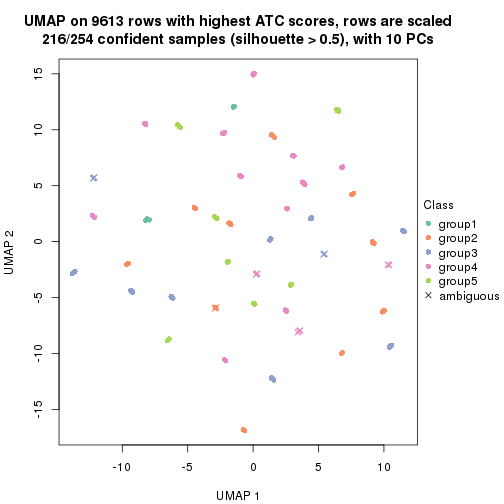 UMAP on 9613 rows with highest ATC scores, rows are scaled
216/254 confident samples (silhouette > 0.5), with 10 PCs
15
10
5
0
-5
-10
-15
UMAP 2
-10
-5
0
5
10
UMAP 1
Class
group1
group2
group3
group4
group5
ambiguous